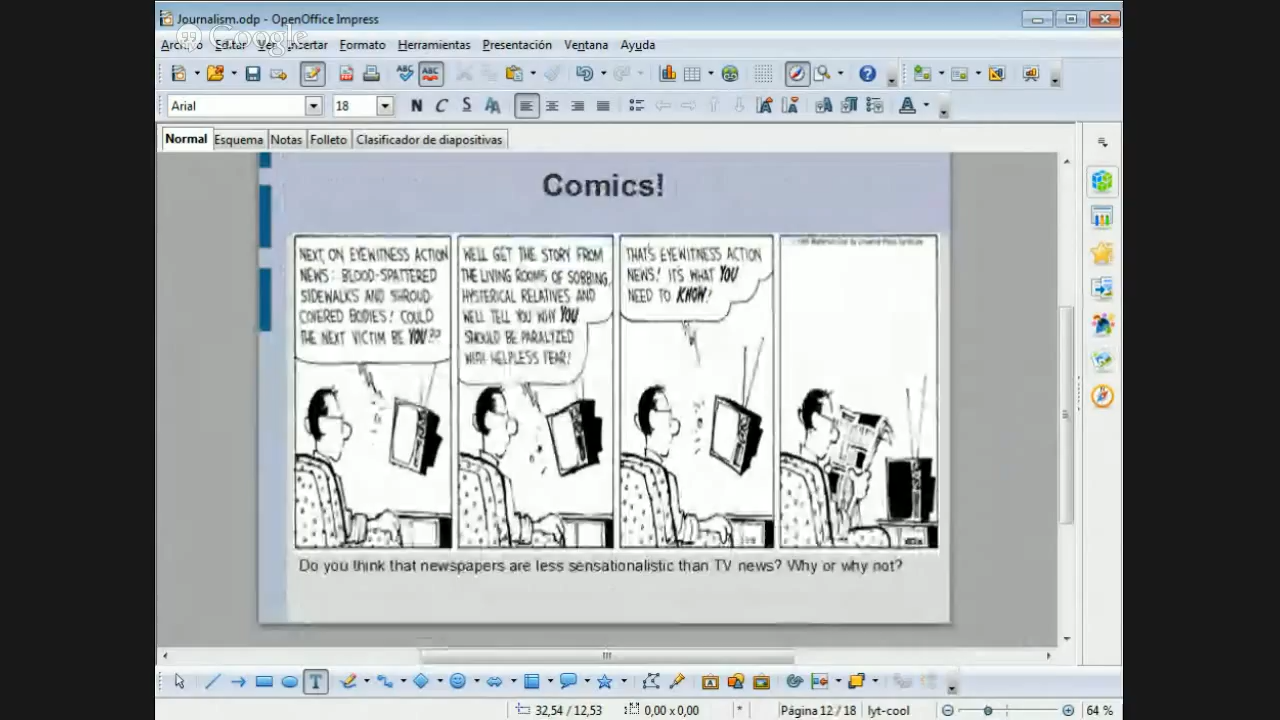 Journalism.odp - OpenOffice Impress
Google
Archivo Editar Ver Insertar Formato Herramientas Presentación Ventana Ayuda
Arial 18 N C S
Normal Esquema Notas Folleto Clasificador de diapositivas
Comics!
NEXT, ON EYEWITNESS ACTION
NEWS: BLOOD-SPATTERED
SIDEWALKS AND SHROUD-
COVERED BODIES! COULD
THE NEXT VICTIM BE YOU??
WE'LL GET THE STORY FROM
THE LIVING ROOMS OF SOBBING,
HYSTERICAL RELATIVES AND
WE'LL TELL YOU WHY YOU
SHOULD BE PARALYZED
WITH HELPLESS FEAR!
THAT'S EYEWITNESS ACTION
NEWS! IT'S WHAT YOU
NEED TO KNOW!
Universal Press Syndicate
Do you think that newspapers are less sensationalistic than TV news? Why or why not?
32,54 / 12,53 0,00 x 0,00 * Página 12 / 18 lyt-cool 64 %